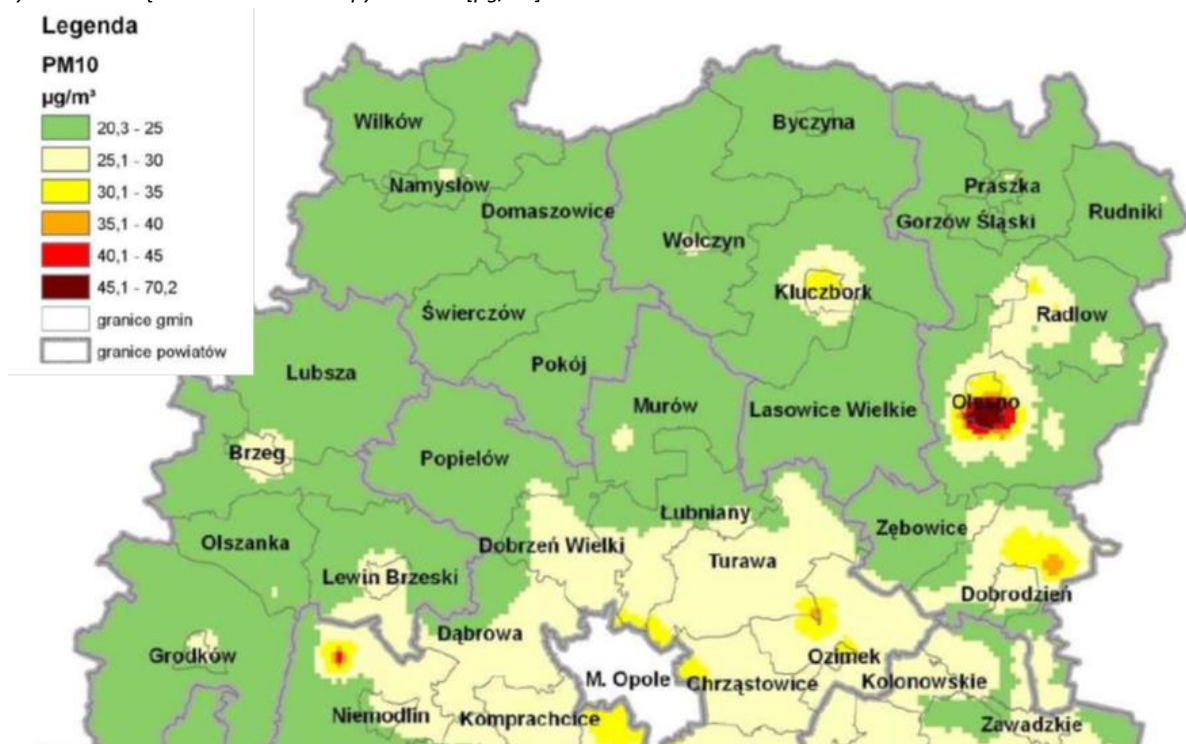 Legenda
PM10
µg/m³
20,3 - 25
25,1 - 30
30,1 - 35
35,1 - 40
40,1 - 45
45,1 - 70,2
granice gmin
granice powiatów
Wilków
Byczyna
Namysłow
Praszka
Domaszowice
Gorzów Śląski
Rudniki
Wołczyn
Kluczbork
Świerczów
Radlow
Lubsza
Pokój
Murów
Lasowice Wielkie
Olesno
Brzeg
Popielów
Łubniany
Zębowice
Olszanka
Dobrzeń Wielki
Turawa
Lewin Brzeski
Dobrodzień
Dąbrowa
Grodków
Ozimek
M. Opole
Chrząstowice
Kolonowskie
Niemodlin
Komprachcice
Zawadzkie